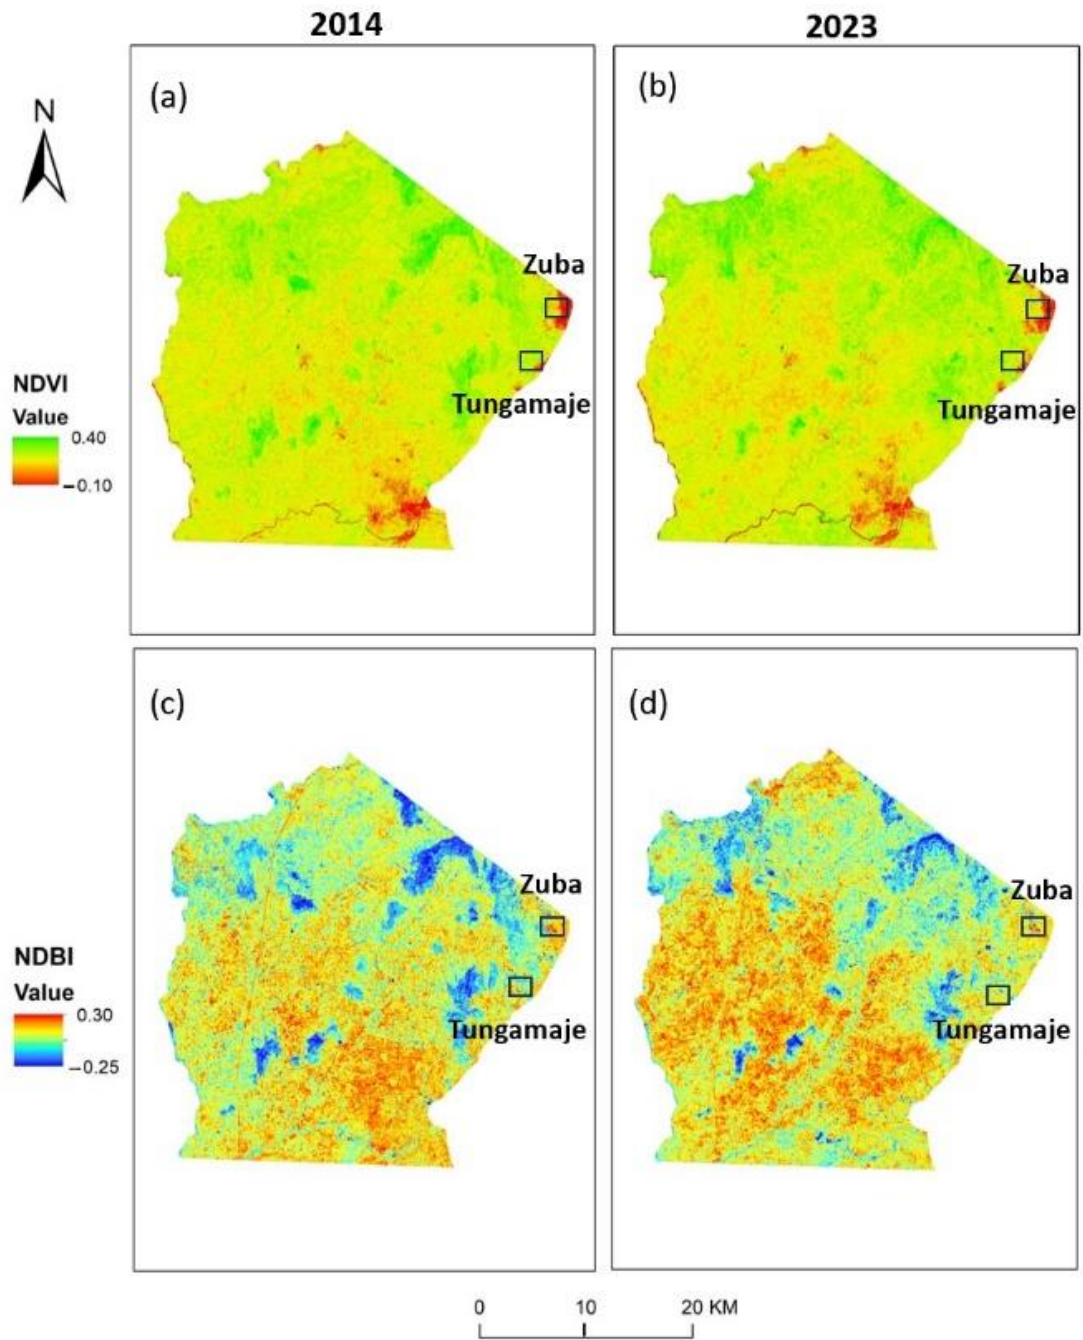 2014
2023
N
(a)
(b)
Zuba
Zuba
NDVI
Value
0.40
–0.10
Tungamaje
Tungamaje
(c)
(d)
Zuba
Zuba
NDBI
Value
0.30
–0.25
Tungamaje
Tungamaje
0 10 20 KM